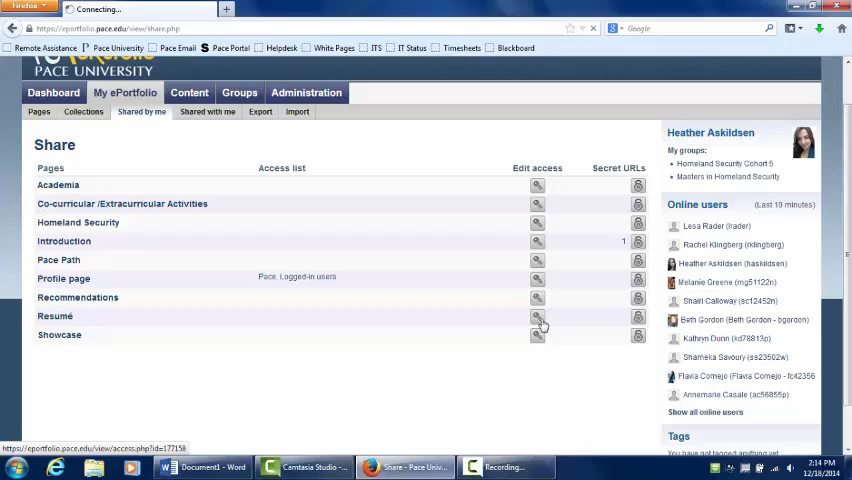 Firefox
Connecting...
https://eportfolio.pace.edu/view/share.php
Google
Remote Assistance Pace University Pace Email Pace Portal Helpdesk White Pages ITS IT Status Timesheets Blackboard
PACE UNIVERSITY
Dashboard My ePortfolio Content Groups Administration
Pages Collections Shared by me Shared with me Export Import
Share
Pages Access list Edit access Secret URLs
Academia
Co-curricular /Extracurricular Activities
Homeland Security
Introduction 1
Pace Path
Profile page Pace, Logged-in users
Recommendations
Resumé
Showcase
Heather Askildsen
My groups:
Homeland Security Cohort 5
Masters in Homeland Security
Online users (Last 10 minutes)
Lesa Rader (lrader)
Rachel Klingberg (rklingberg)
Heather Askildsen (haskildsen)
Melanie Greene (mg51122n)
Shairi Calloway (sc12452n)
Beth Gordon (Beth Gordon - bgordon)
Kathryn Dunn (kd78813p)
Shameka Savoury (ss23502w)
Flavia Cornejo (Flavia Cornejo - fc42356
Annemarie Casale (ac56855p)
Show all online users
Tags
You have not tagged anything yet
https://eportfolio.pace.edu/view/access.php?id=177158
Document1 - Word Camtasia Studio -... Share - Pace Univ... Recording...
2:14 PM
12/18/2014